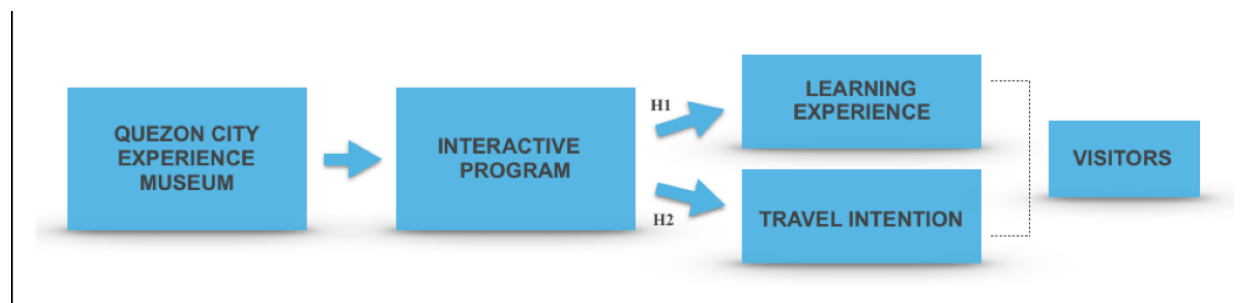 QUEZON CITY
EXPERIENCE
MUSEUM
INTERACTIVE
PROGRAM
H1
H2
LEARNING
EXPERIENCE
TRAVEL INTENTION
VISITORS